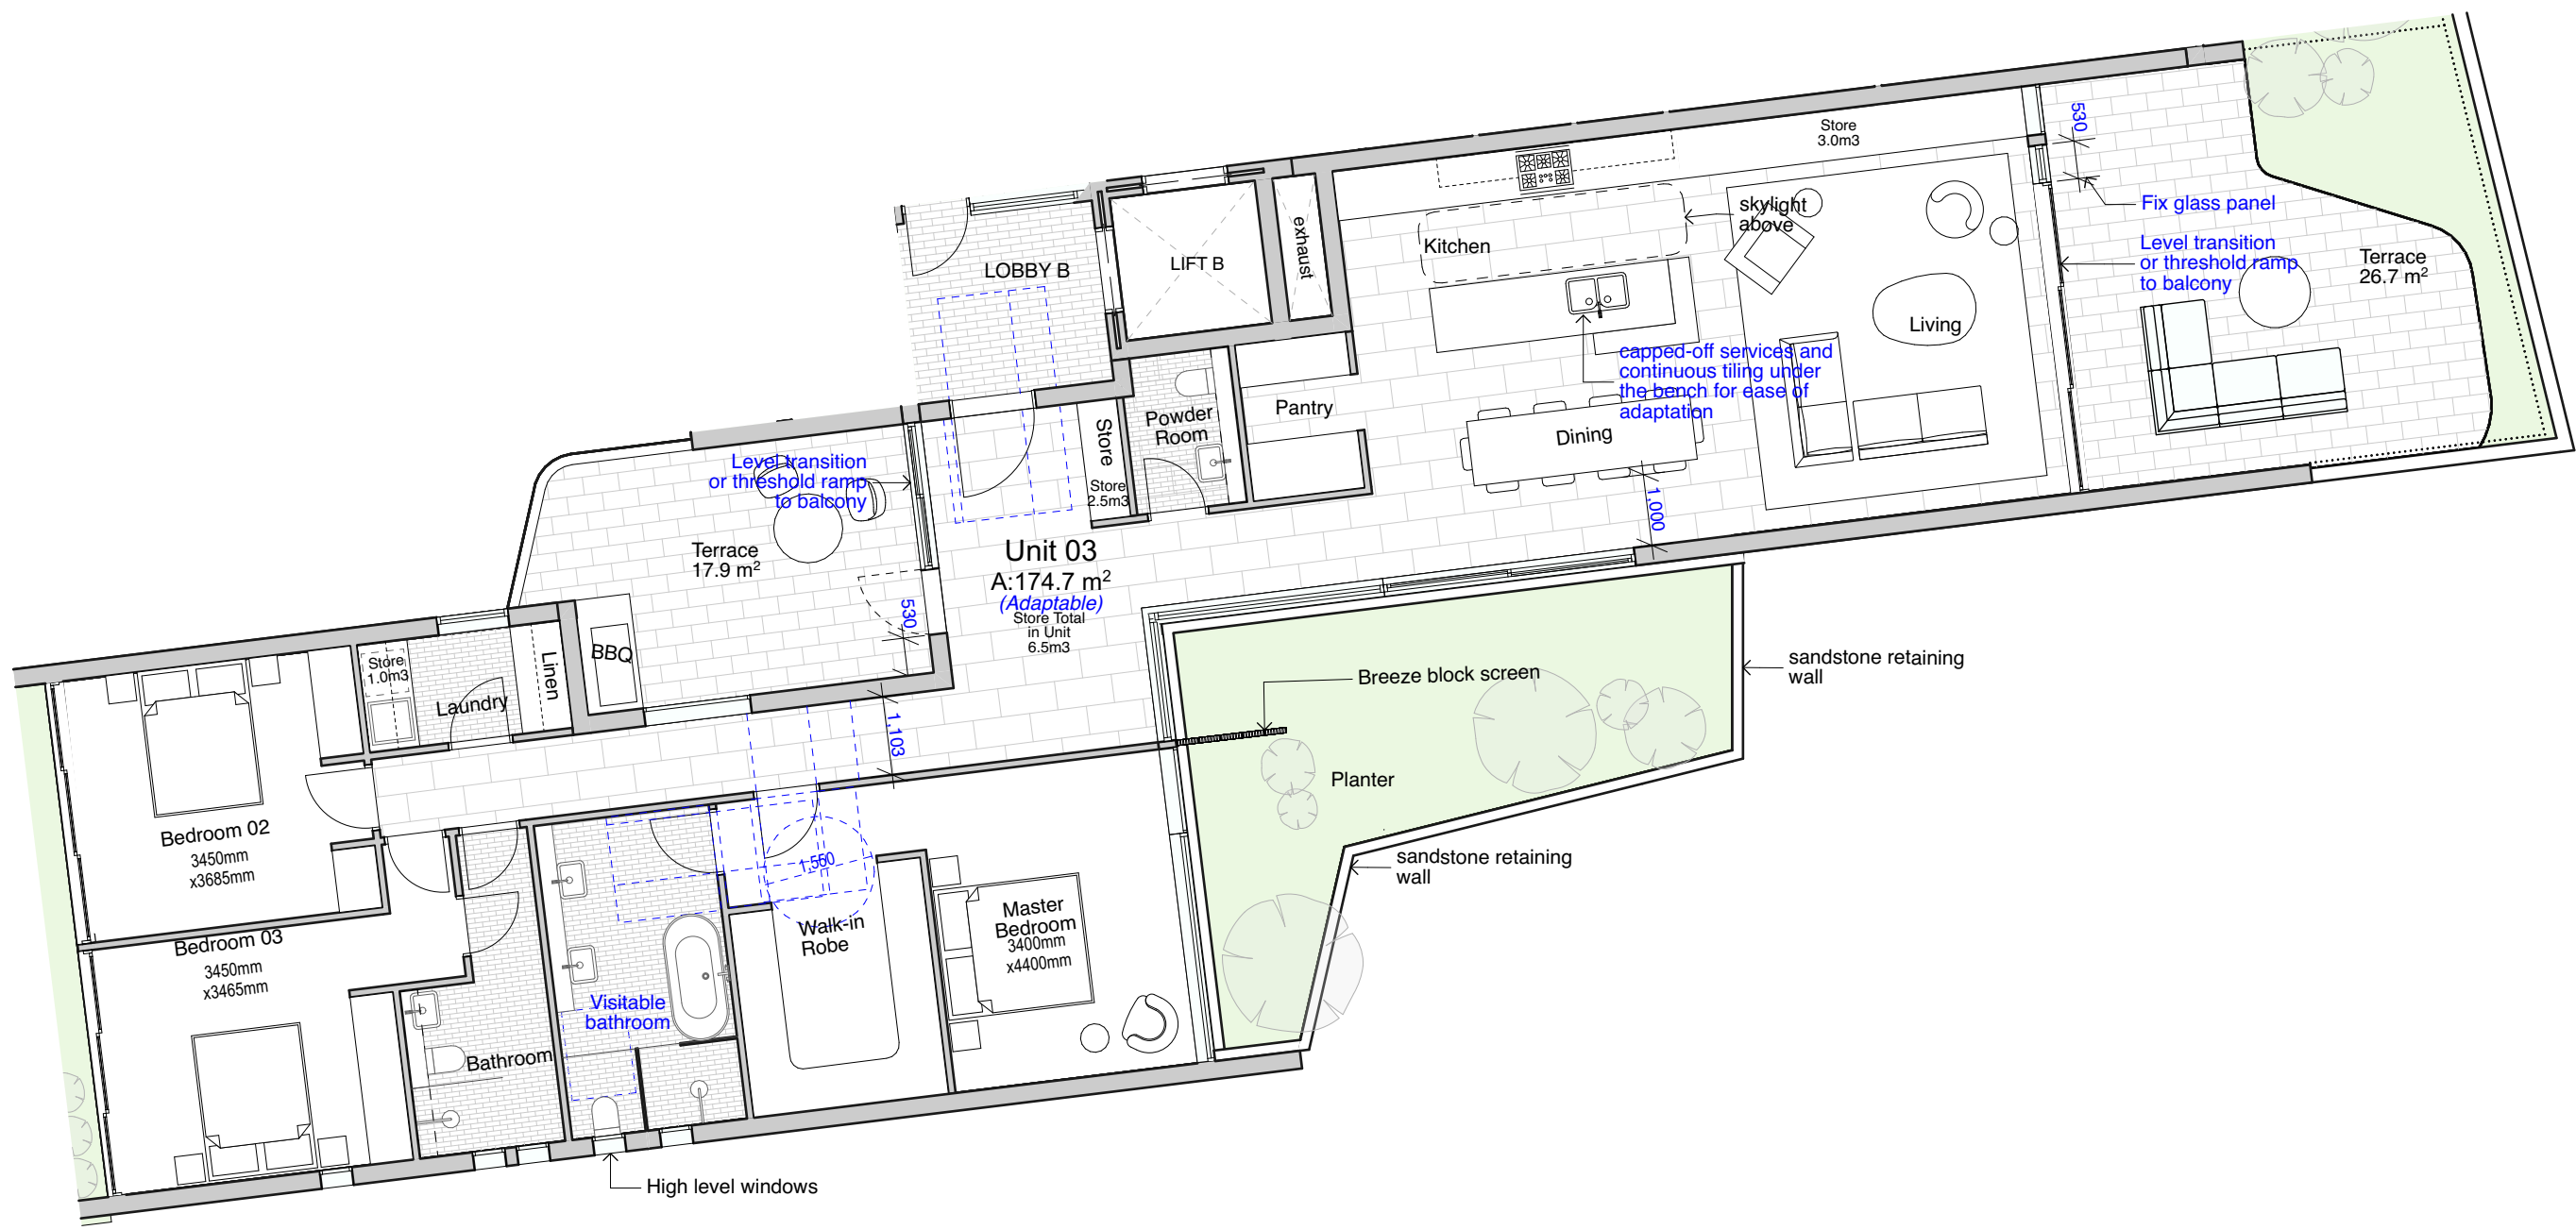 Store
3.0m3
530
skylight
above
Fix glass panel
Kitchen
exhaust
LIFT B
LOBBY B
Level transition
or threshold ramp
to balcony
Terrace
26.7 m²
Living
capped-off services and
continuous tiling under
the bench for ease of
adaptation
Pantry
Powder
Room
Dining
Store
Store
2.5m3
1,000
Level transition
or threshold ramp
to balcony
Terrace
17.9 m²
Unit 03
A:174.7 m²
(Adaptable)
Store Total
in Unit
6.5m3
530
BBQ
Linen
Store
1.0m3
Laundry
1,103
Breeze block screen
sandstone retaining
wall
Planter
sandstone retaining
wall
Bedroom 02
3450mm
x3685mm
1,550
Master
Bedroom
3400mm
x4400mm
Walk-in
Robe
Bedroom 03
3450mm
x3465mm
Visitable
bathroom
Bathroom
High level windows